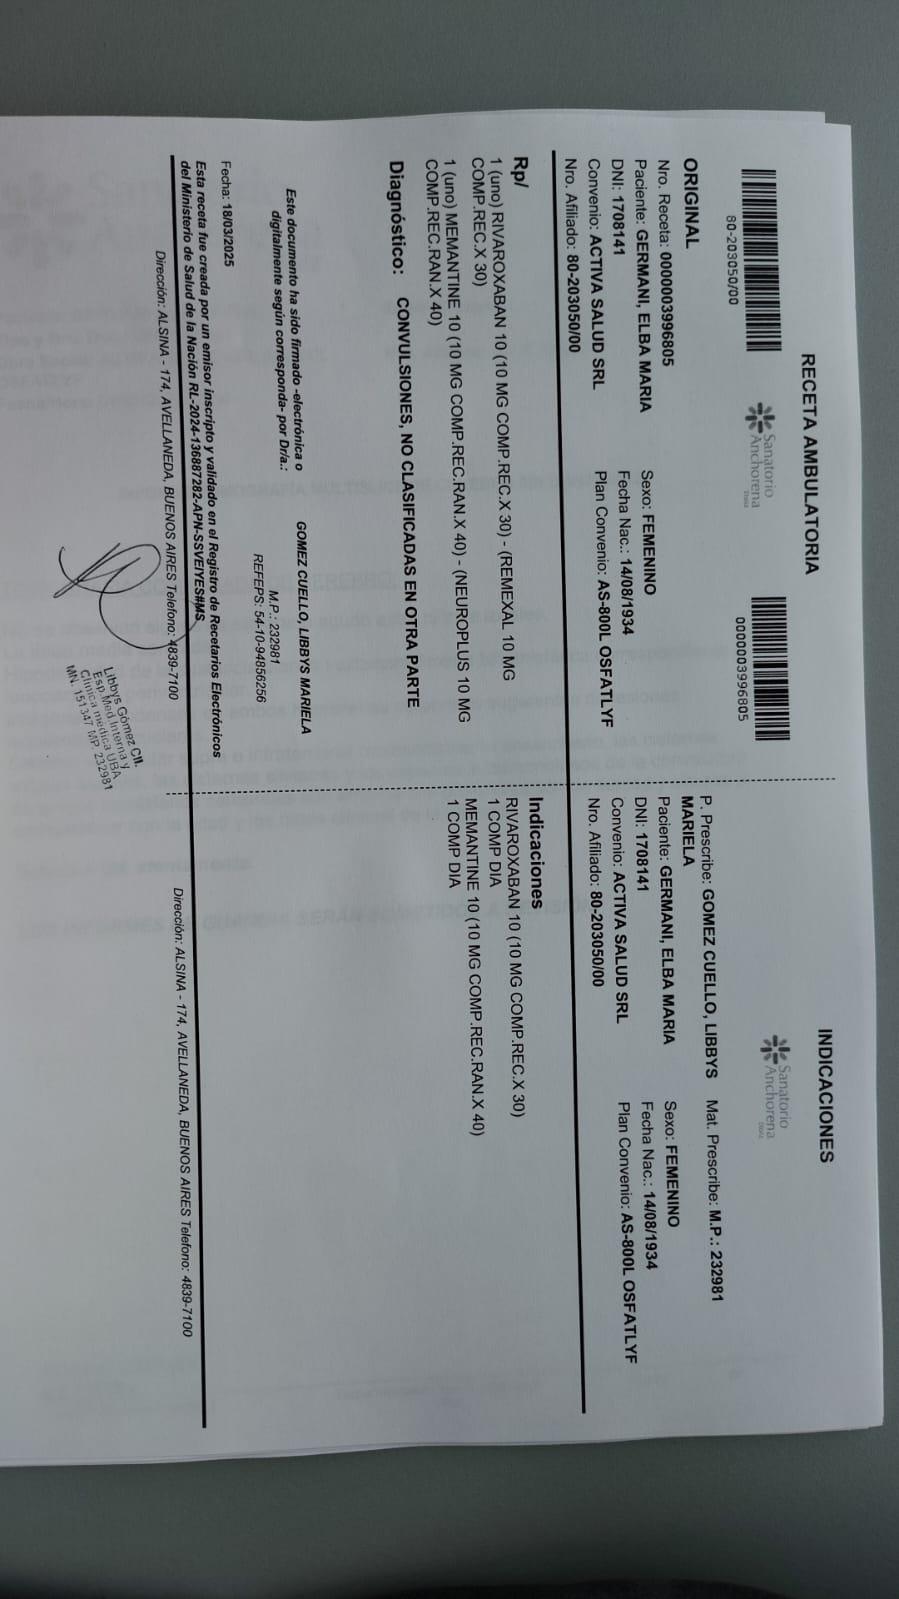 RECETA AMBULATORIA
80-203050/00
Sanatorio
Anchorena
0000003996805
ORIGINAL
Nro. Receta: 0000003996805
Paciente: GERMANI, ELBA MARIA
Sexo: FEMENINO
DNI: 1708141
Fecha Nac.: 14/08/1934
Convenio: ACTIVA SALUD SRL
Plan Convenio: AS-800L OSFATLYF
Nro. Afiliado: 80-203050/00
Rp/
1 (uno) RIVAROXABAN 10 (10 MG COMP.REC.X 30) - (REMEXAL 10 MG
COMP.REC.X 30)
1 (uno) MEMANTINE 10 (10 MG COMP.REC.RAN.X 40) - (NEUROPLUS 10 MG
COMP.REC.RAN.X 40)
Diagnóstico: CONVULSIONES, NO CLASIFICADAS EN OTRA PARTE
Este documento ha sido firmado -electrónica o
digitalmente según corresponda- por Dr/a.:
GOMEZ CUELLO, LIBBYS MARIELA
M.P.: 232981
REFEPS: 54-10-94856256
Fecha: 18/03/2025
Esta receta fue creada por un emisor inscripto y validado en el Registro de Recetarios Electrónicos
del Ministerio de Salud de la Nación RL-2024-136887282-APN-SSVEIYES#MS
Dirección: ALSINA - 174, AVELLANEDA, BUENOS AIRES Telefono: 4839-7100
Libbys Gómez Cll.
Esp. Med Interna y
Clínica médica UBA
MN. 151347 MP. 232981
INDICACIONES
Sanatorio
Anchorena
P. Prescribe: GOMEZ CUELLO, LIBBYS
MARIELA
Mat. Prescribe: M.P.: 232981
Paciente: GERMANI, ELBA MARIA
Sexo: FEMENINO
DNI: 1708141
Fecha Nac.: 14/08/1934
Convenio: ACTIVA SALUD SRL
Plan Convenio: AS-800L OSFATLYF
Nro. Afiliado: 80-203050/00
Indicaciones
RIVAROXABAN 10 (10 MG COMP.REC.X 30)
1 COMP DIA
MEMANTINE 10 (10 MG COMP.REC.RAN.X 40)
1 COMP DIA
Dirección: ALSINA - 174, AVELLANEDA, BUENOS AIRES Telefono: 4839-7100